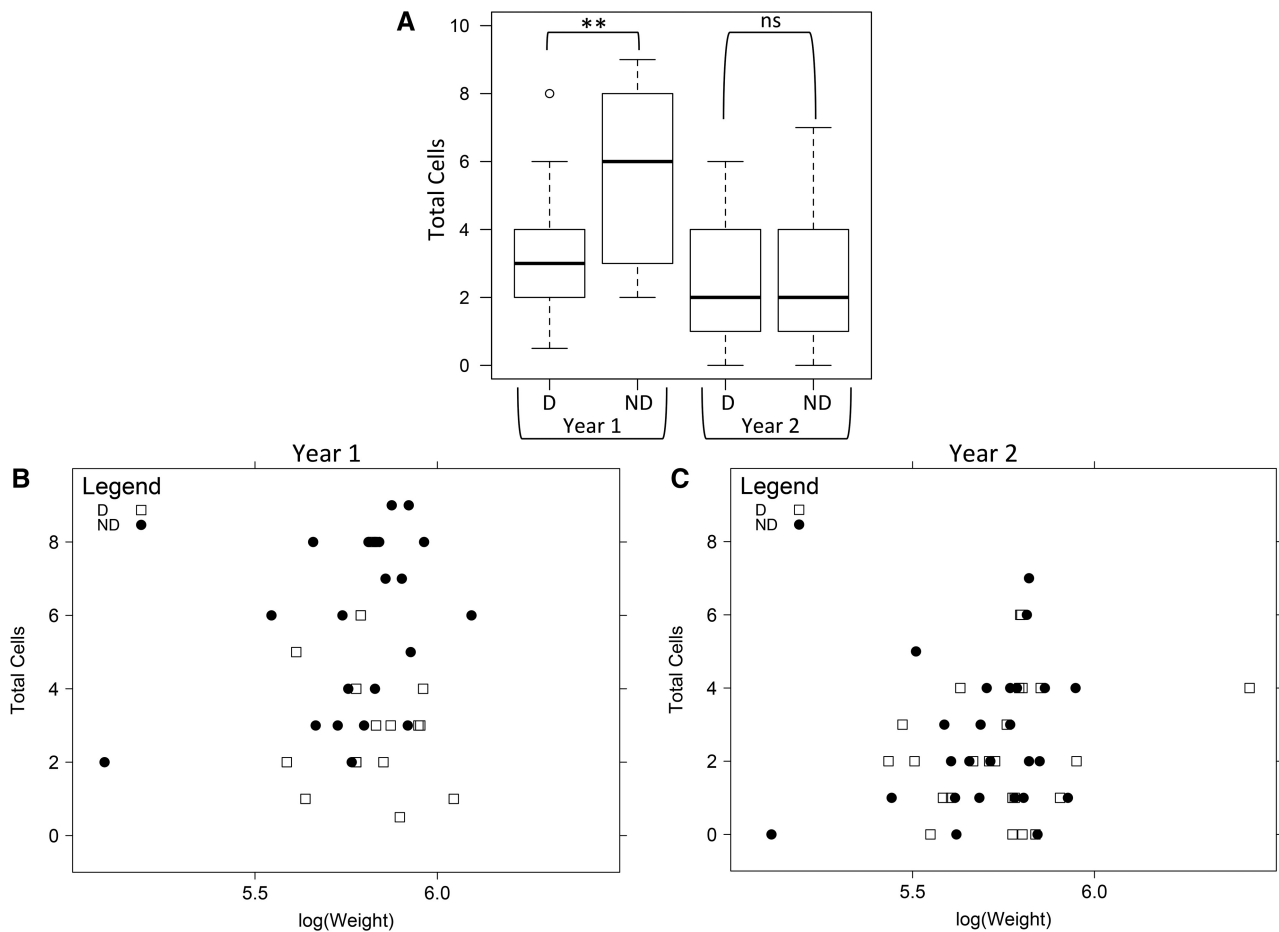 A
** ns
10
8
6
4
2
0
Total Cells
D ND D ND
Year 1 Year 2
B
Year 1
Legend
D
ND
8
6
4
2
0
Total Cells
5.5 6.0
log(Weight)
C
Year 2
Legend
D
ND
8
6
4
2
0
Total Cells
5.5 6.0
log(Weight)